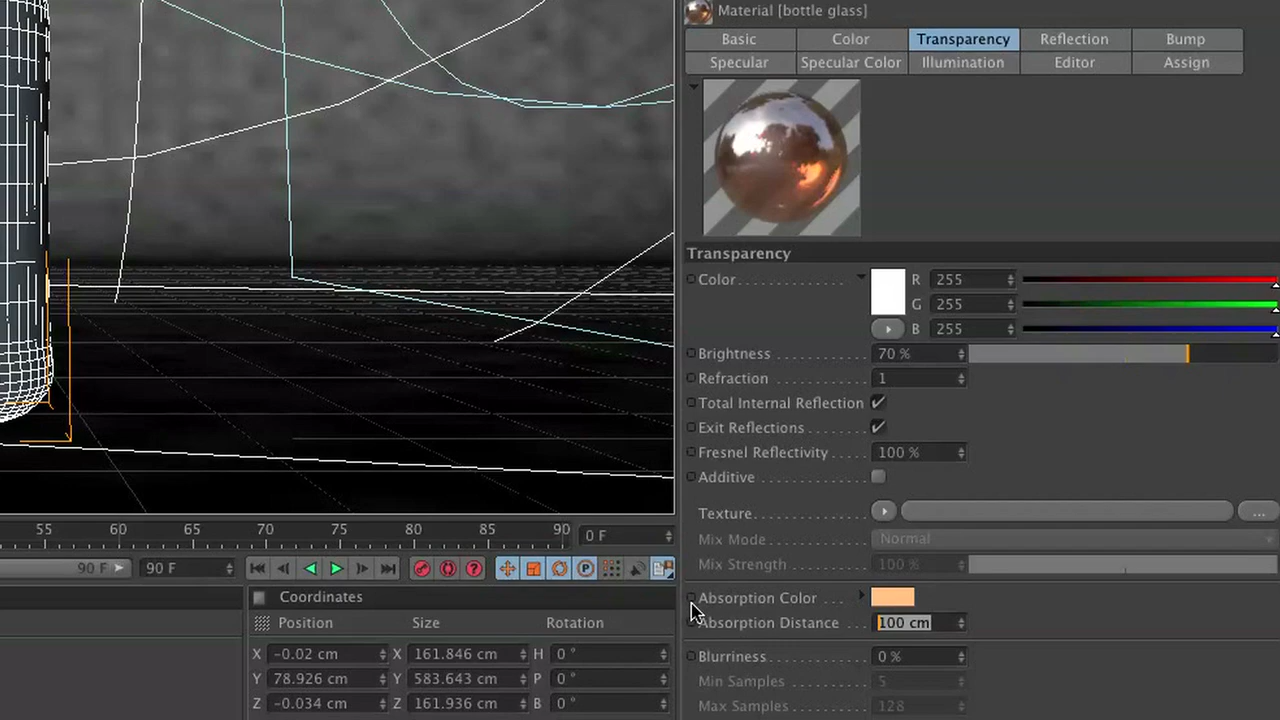 Material [bottle glass]
Basic Color Transparency Reflection Bump
Specular Specular Color Illumination Editor Assign
Transparency
Color R 255
G 255
B 255
Brightness 70 %
Refraction 1
Total Internal Reflection
Exit Reflections
Fresnel Reflectivity 100 %
Additive
Texture ...
Mix Mode Normal
Mix Strength 100 %
Absorption Color
Absorption Distance 100 cm
Blurriness 0 %
Min Samples 5
Max Samples 128
55 60 65 70 75 80 85 90 0 F
90 F 90 F P
Coordinates
Position Size Rotation
X -0.02 cm X 161.846 cm H 0 °
Y 78.926 cm Y 583.643 cm P 0 °
Z -0.034 cm Z 161.936 cm B 0 °